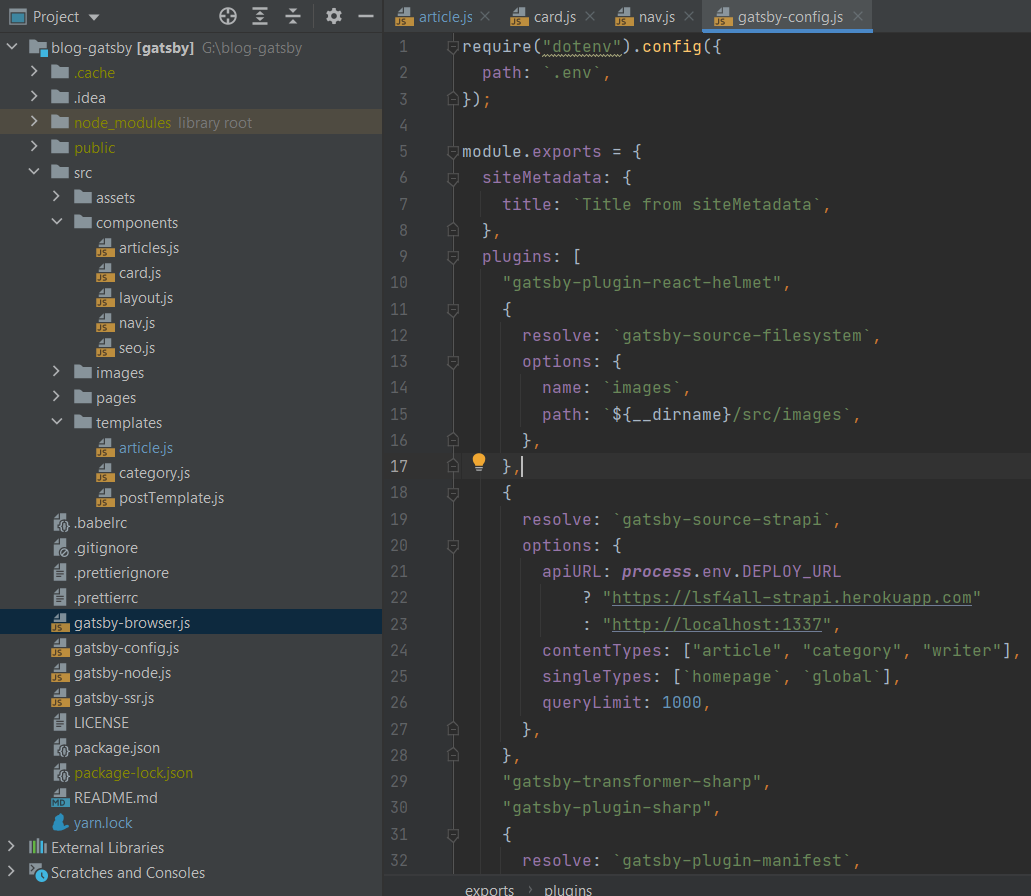 Project
blog-gatsby [gatsby] G:\blog-gatsby
.cache
.idea
node_modules library root
public
src
assets
components
articles.js
card.js
layout.js
nav.js
seo.js
images
pages
templates
article.js
category.js
postTemplate.js
.babelrc
.gitignore
.prettierignore
.prettierrc
gatsby-browser.js
gatsby-config.js
gatsby-node.js
gatsby-ssr.js
LICENSE
package.json
package-lock.json
README.md
yarn.lock
External Libraries
Scratches and Consoles
article.js card.js nav.js gatsby-config.js
1 require("dotenv").config({
2 path: `.env`,
3 });
4
5 module.exports = {
6 siteMetadata: {
7 title: `Title from siteMetadata`,
8 },
9 plugins: [
10 "gatsby-plugin-react-helmet",
11 {
12 resolve: `gatsby-source-filesystem`,
13 options: {
14 name: `images`,
15 path: `${__dirname}/src/images`,
16 },
17 },
18 {
19 resolve: `gatsby-source-strapi`,
20 options: {
21 apiURL: process.env.DEPLOY_URL
22 ? "https://lsf4all-strapi.herokuapp.com"
23 : "http://localhost:1337",
24 contentTypes: ["article", "category", "writer"],
25 singleTypes: [`homepage`, `global`],
26 queryLimit: 1000,
27 },
28 },
29 "gatsby-transformer-sharp",
30 "gatsby-plugin-sharp",
31 {
32 resolve: `gatsby-plugin-manifest`,
exports › plugins